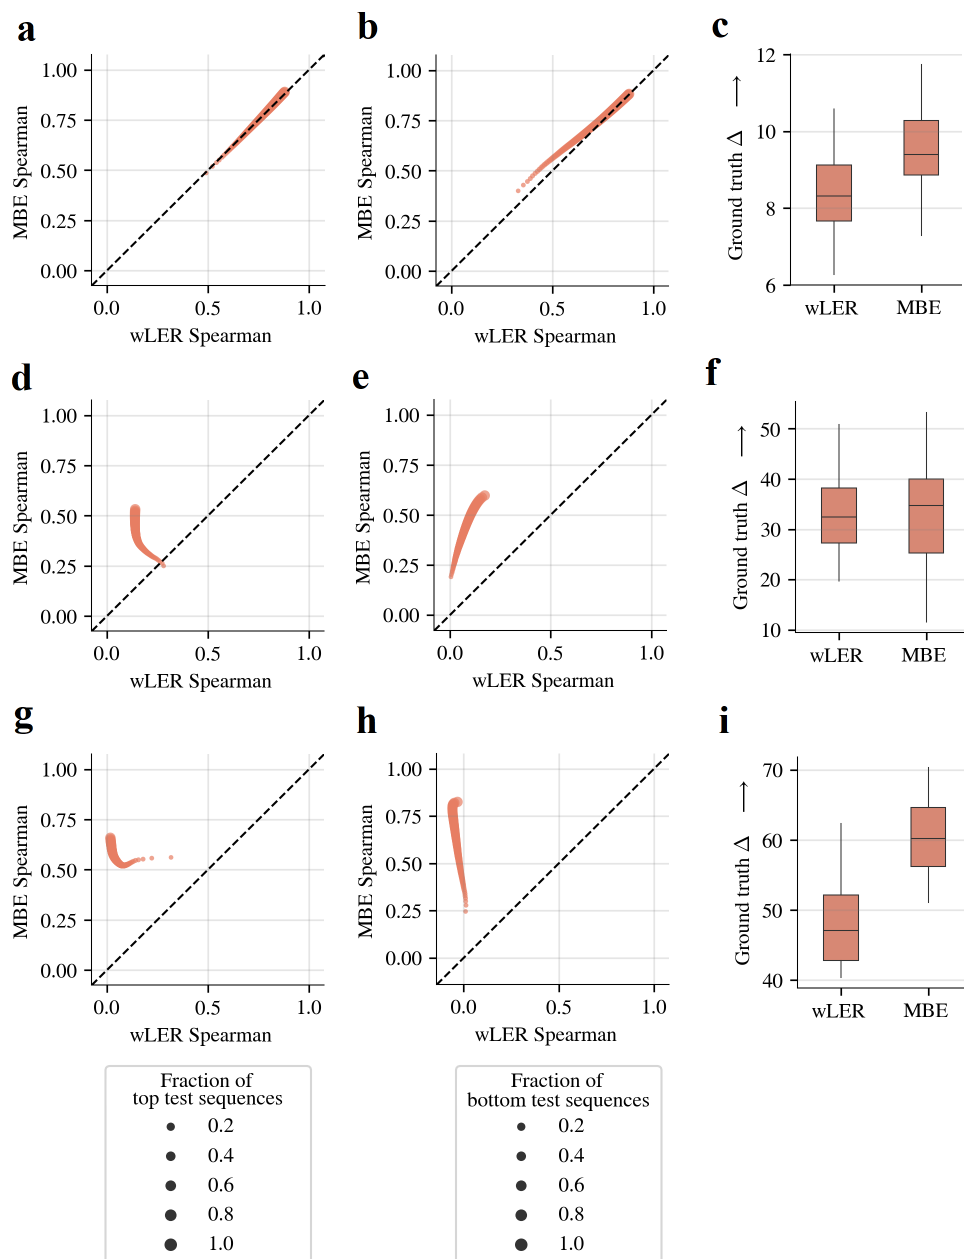 a
1.00
0.75
0.50
0.25
0.00
MBE Spearman
0.0
0.5
1.0
wLER Spearman
b
1.00
0.75
0.50
0.25
0.00
MBE Spearman
0.0
0.5
1.0
wLER Spearman
c
12
10
8
6
Ground truth Δ ⟶
wLER
MBE
d
1.00
0.75
0.50
0.25
0.00
MBE Spearman
0.0
0.5
1.0
wLER Spearman
e
1.00
0.75
0.50
0.25
0.00
MBE Spearman
0.0
0.5
1.0
wLER Spearman
f
50
40
30
20
10
Ground truth Δ ⟶
wLER
MBE
g
1.00
0.75
0.50
0.25
0.00
MBE Spearman
0.0
0.5
1.0
wLER Spearman
h
1.00
0.75
0.50
0.25
0.00
MBE Spearman
0.0
0.5
1.0
wLER Spearman
i
70
60
50
40
Ground truth Δ ⟶
wLER
MBE
Fraction of
top test sequences
0.2
0.4
0.6
0.8
1.0
Fraction of
bottom test sequences
0.2
0.4
0.6
0.8
1.0